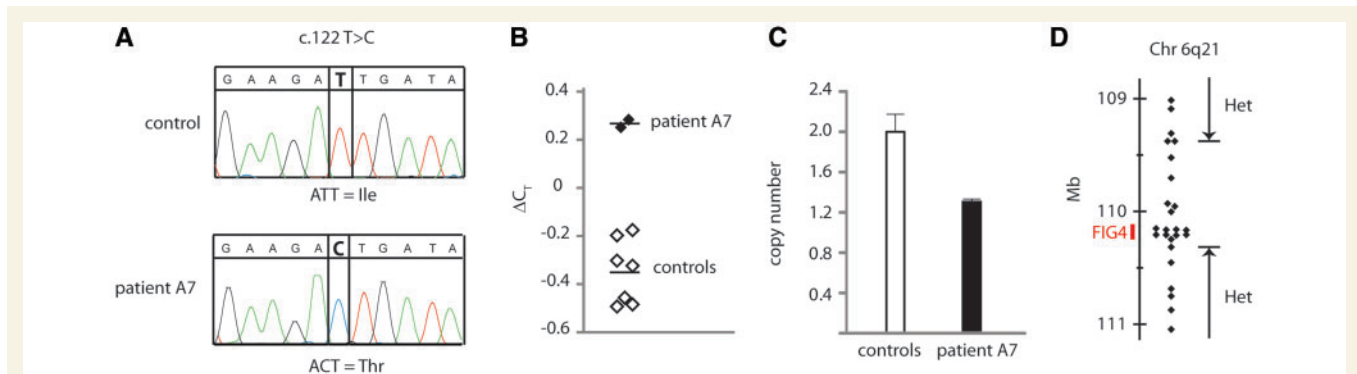 A
c.122 T>C
G A A G A T T G A T A
control
ATT = Ile
G A A G A C T G A T A
patient A7
ACT = Thr
B
0.4
0.2
0
-0.2
-0.4
-0.6
ΔCT
patient A7
controls
C
2.4
2.0
1.6
1.2
0.8
0.4
copy number
controls patient A7
D
Chr 6q21
109
110
111
Mb
FIG4
Het
Het